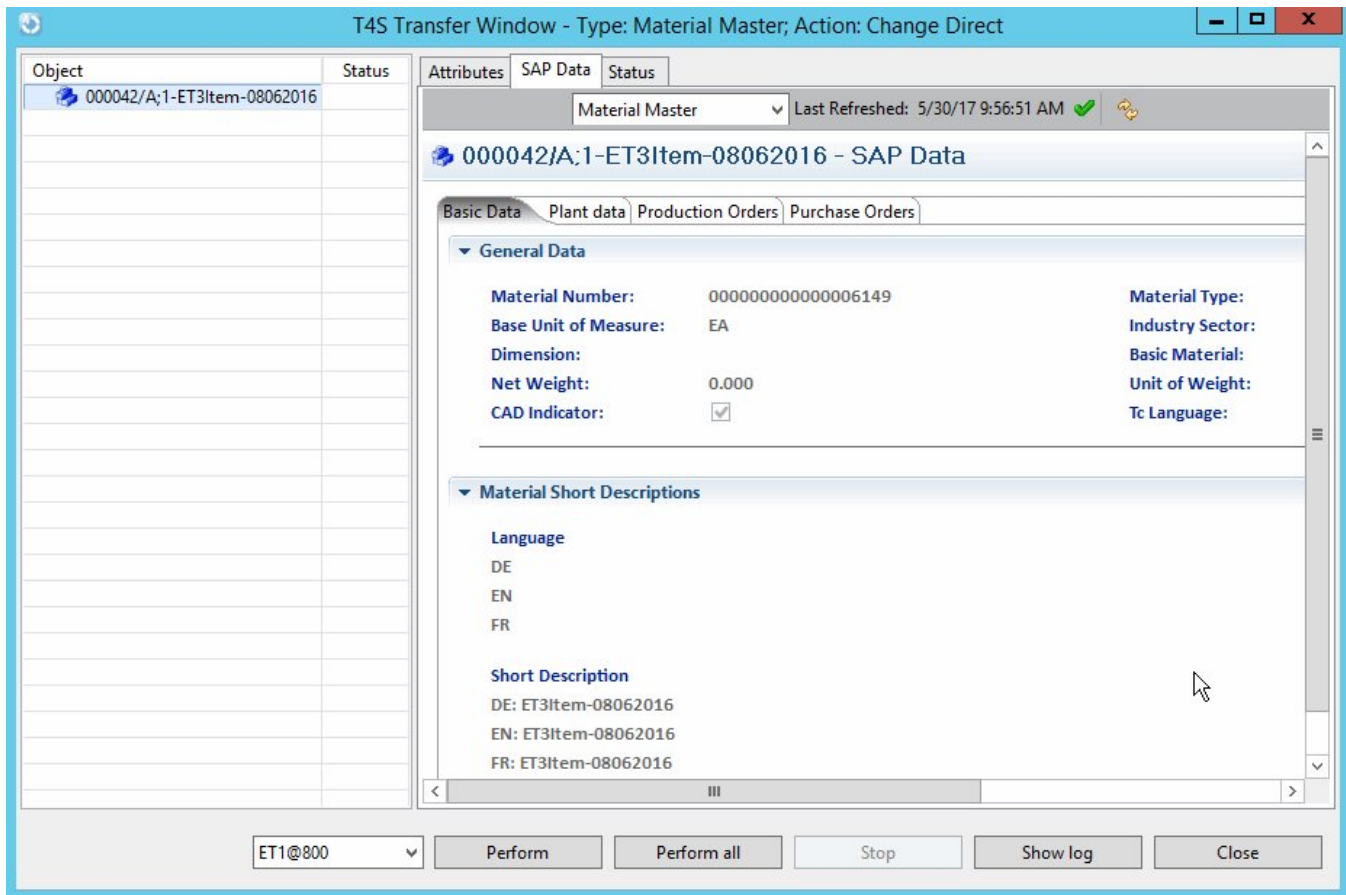 T4S Transfer Window - Type: Material Master; Action: Change Direct
Object Status
000042/A;1-ET3Item-08062016
Attributes SAP Data Status
Material Master Last Refreshed: 5/30/17 9:56:51 AM
000042/A;1-ET3Item-08062016 - SAP Data
Basic Data Plant data Production Orders Purchase Orders
General Data
Material Number: 000000000000006149 Material Type:
Base Unit of Measure: EA Industry Sector:
Dimension: Basic Material:
Net Weight: 0.000 Unit of Weight:
CAD Indicator: Tc Language:
Material Short Descriptions
Language
DE
EN
FR
Short Description
DE: ET3Item-08062016
EN: ET3Item-08062016
FR: ET3Item-08062016
ET1@800 Perform Perform all Stop Show log Close